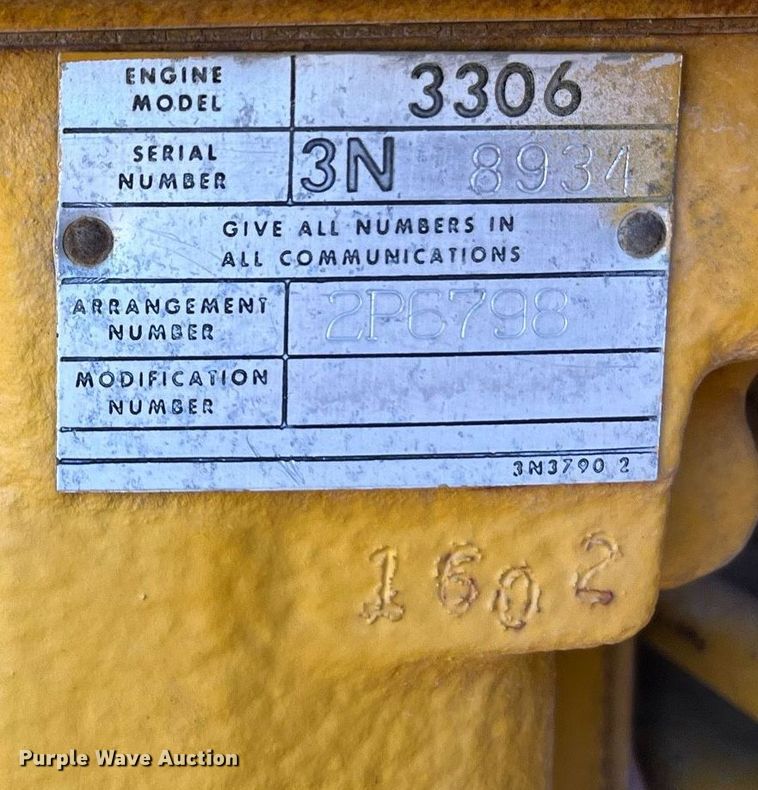 ENGINE MODEL 3306
SERIAL NUMBER 3N 8934
GIVE ALL NUMBERS IN
ALL COMMUNICATIONS
ARRANGEMENT NUMBER 2P6798
MODIFICATION NUMBER
3N3790 2
1602
Purple Wave Auction